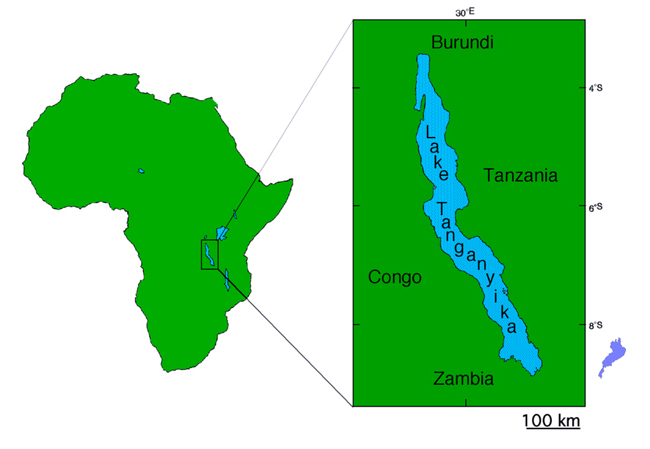 30°E
Burundi
4°S
Lake
Tanzania
6°S
Tanganyika
Congo
8°S
Zambia
100 km